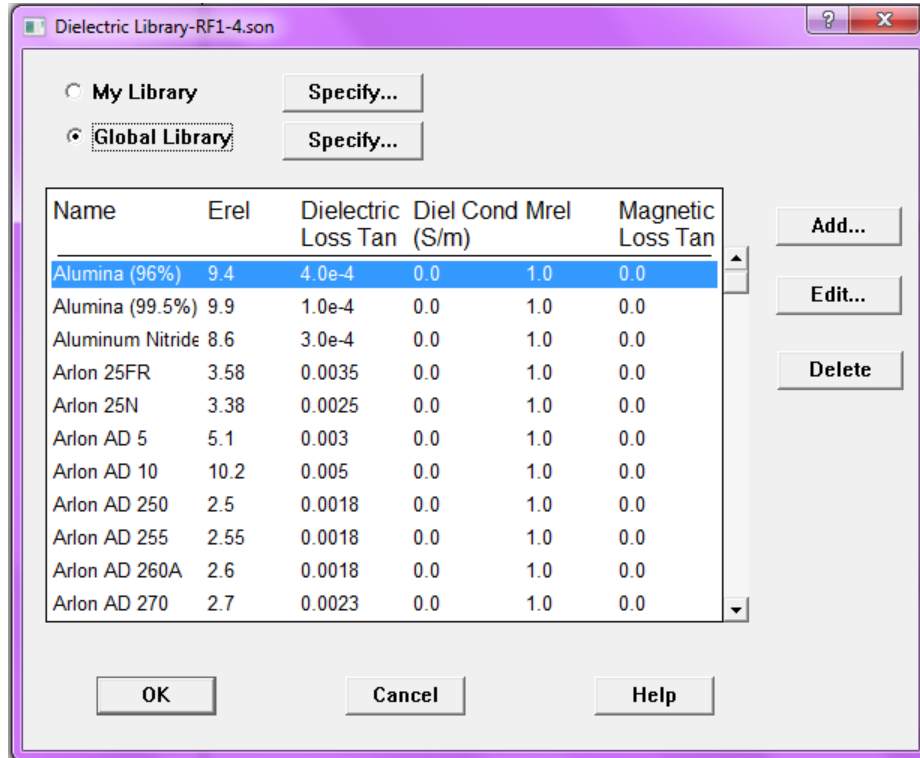 Dielectric Library-RF1-4.son
My Library Specify...
Global Library Specify...
Name Erel Dielectric Diel Cond Mrel Magnetic
Loss Tan (S/m) Loss Tan
Alumina (96%) 9.4 4.0e-4 0.0 1.0 0.0
Alumina (99.5%) 9.9 1.0e-4 0.0 1.0 0.0
Aluminum Nitride 8.6 3.0e-4 0.0 1.0 0.0
Arlon 25FR 3.58 0.0035 0.0 1.0 0.0
Arlon 25N 3.38 0.0025 0.0 1.0 0.0
Arlon AD 5 5.1 0.003 0.0 1.0 0.0
Arlon AD 10 10.2 0.005 0.0 1.0 0.0
Arlon AD 250 2.5 0.0018 0.0 1.0 0.0
Arlon AD 255 2.55 0.0018 0.0 1.0 0.0
Arlon AD 260A 2.6 0.0018 0.0 1.0 0.0
Arlon AD 270 2.7 0.0023 0.0 1.0 0.0
Add...
Edit...
Delete
OK Cancel Help